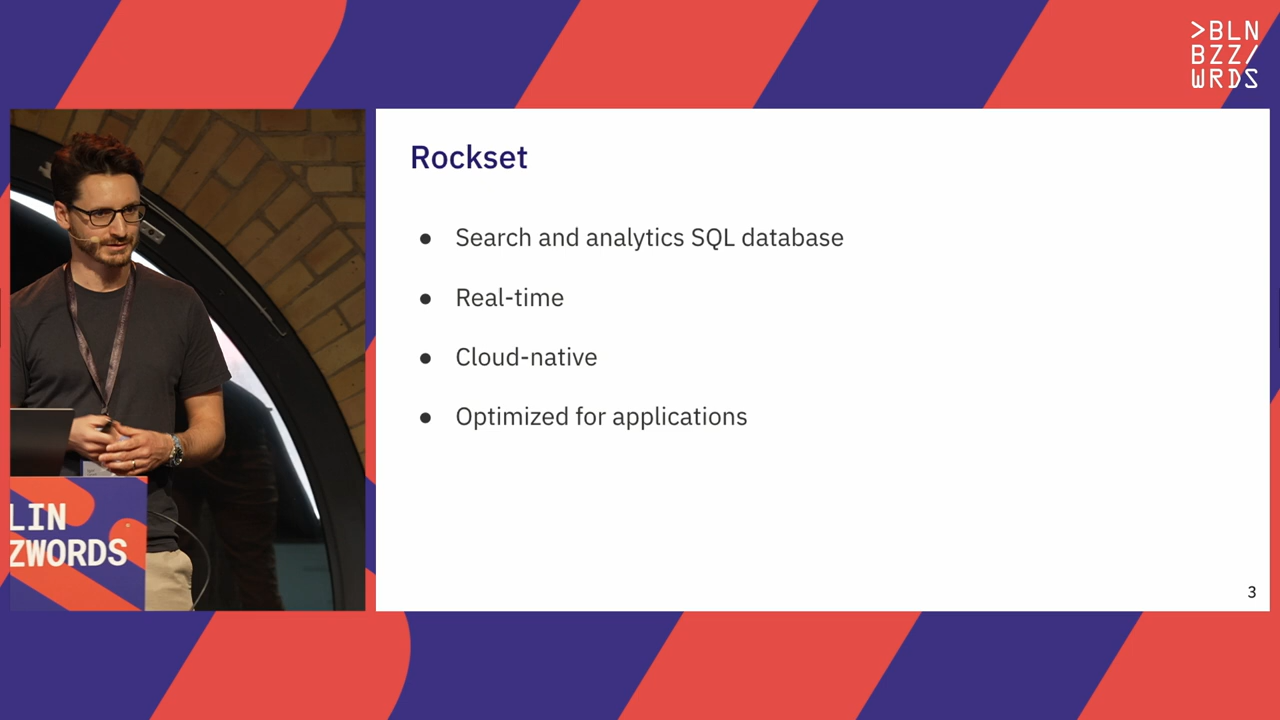 >BLN
BZZ/
WRDS
Rockset
● Search and analytics SQL database
● Real-time
● Cloud-native
● Optimized for applications
LIN
ZWORDS
3